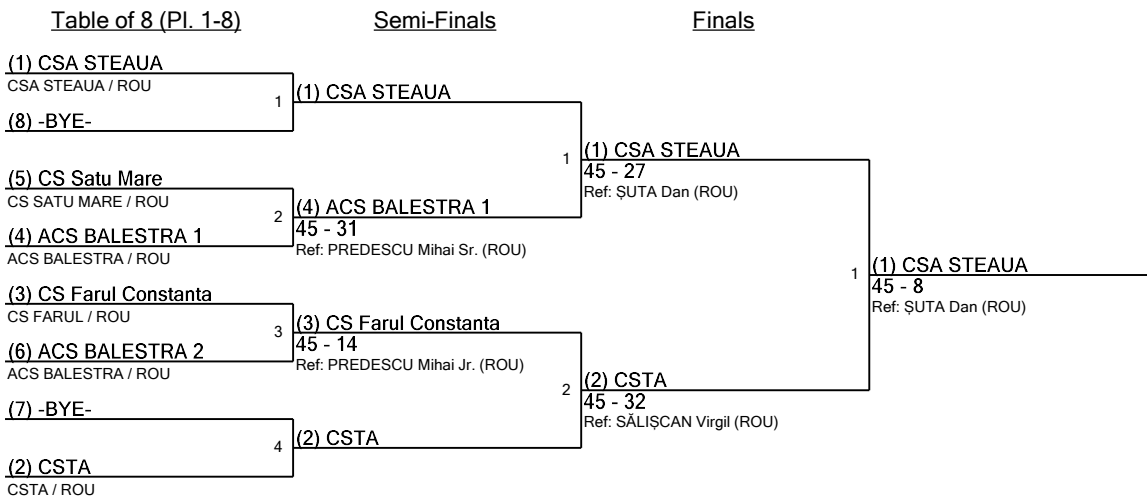 Table of 8 (Pl. 1-8)
Semi-Finals
Finals
(1) CSA STEAUA
CSA STEAUA / ROU
(8) -BYE-
(5) CS Satu Mare
CS SATU MARE / ROU
(4) ACS BALESTRA 1
ACS BALESTRA / ROU
(3) CS Farul Constanta
CS FARUL / ROU
(6) ACS BALESTRA 2
ACS BALESTRA / ROU
(7) -BYE-
(2) CSTA
CSTA / ROU
1
(1) CSA STEAUA
2
(4) ACS BALESTRA 1
45 - 31
Ref: PREDESCU Mihai Sr. (ROU)
3
(3) CS Farul Constanta
45 - 14
Ref: PREDESCU Mihai Jr. (ROU)
4
(2) CSTA
1
(1) CSA STEAUA
45 - 27
Ref: ȘUTA Dan (ROU)
2
(2) CSTA
45 - 32
Ref: SĂLIȘCAN Virgil (ROU)
1
(1) CSA STEAUA
45 - 8
Ref: ȘUTA Dan (ROU)